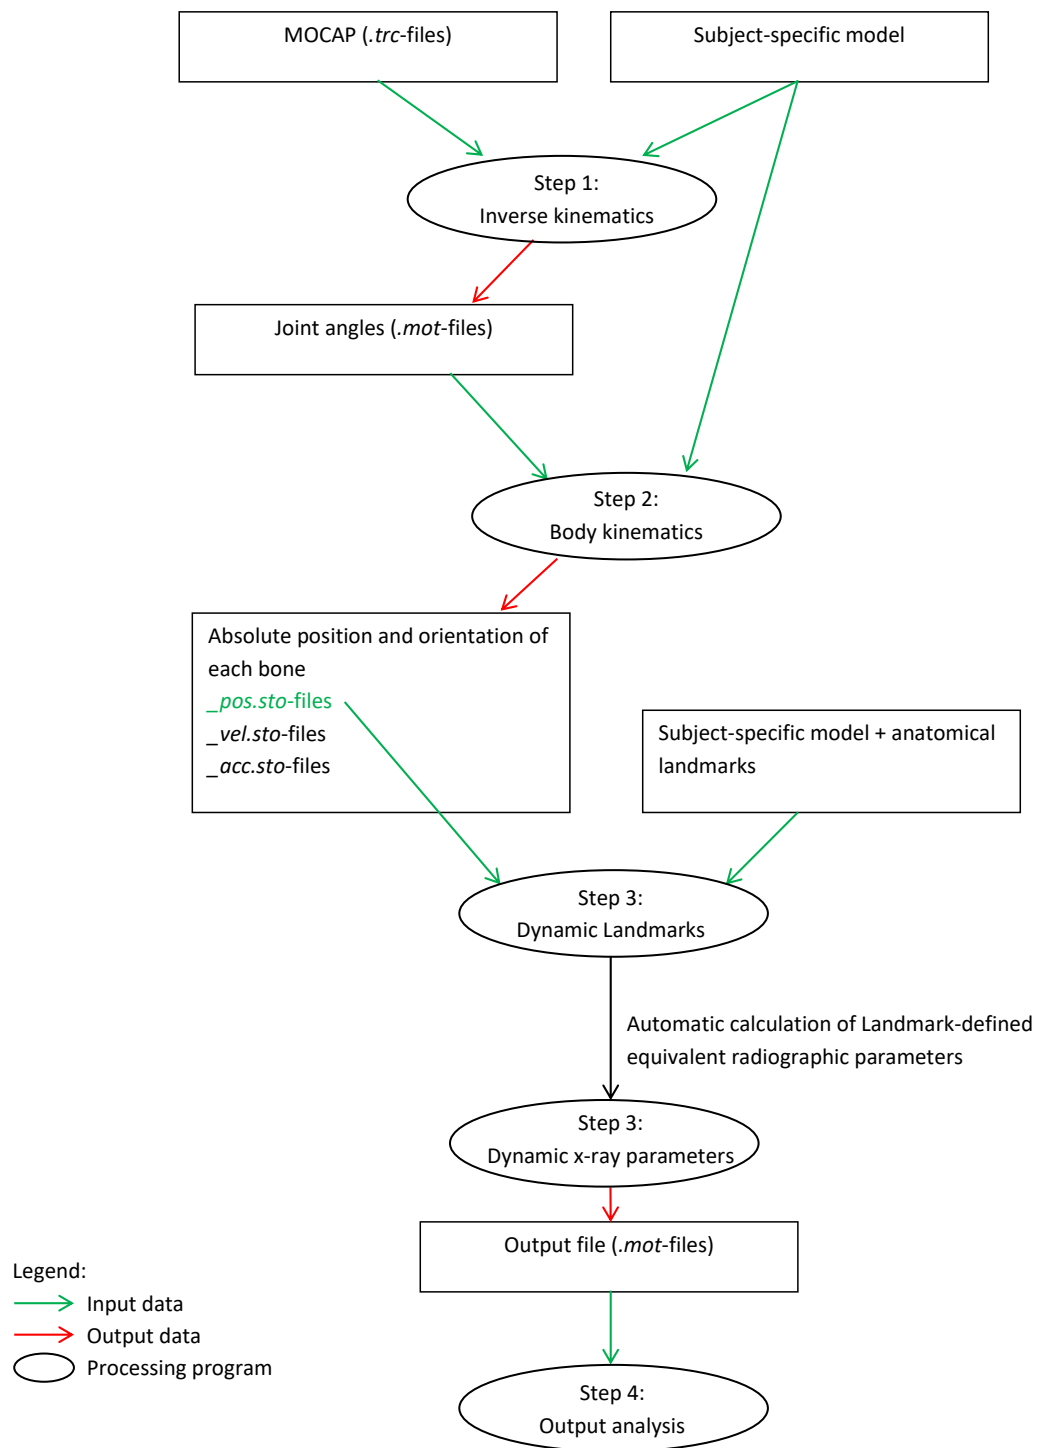 MOCAP (.trc-files)
Subject-specific model
Step 1:
Inverse kinematics
Joint angles (.mot-files)
Step 2:
Body kinematics
Absolute position and orientation of
each bone
_pos.sto-files
_vel.sto-files
_acc.sto-files
Subject-specific model + anatomical
landmarks
Step 3:
Dynamic Landmarks
Automatic calculation of Landmark-defined
equivalent radiographic parameters
Step 3:
Dynamic x-ray parameters
Output file (.mot-files)
Legend:
Input data
Output data
Processing program
Step 4:
Output analysis